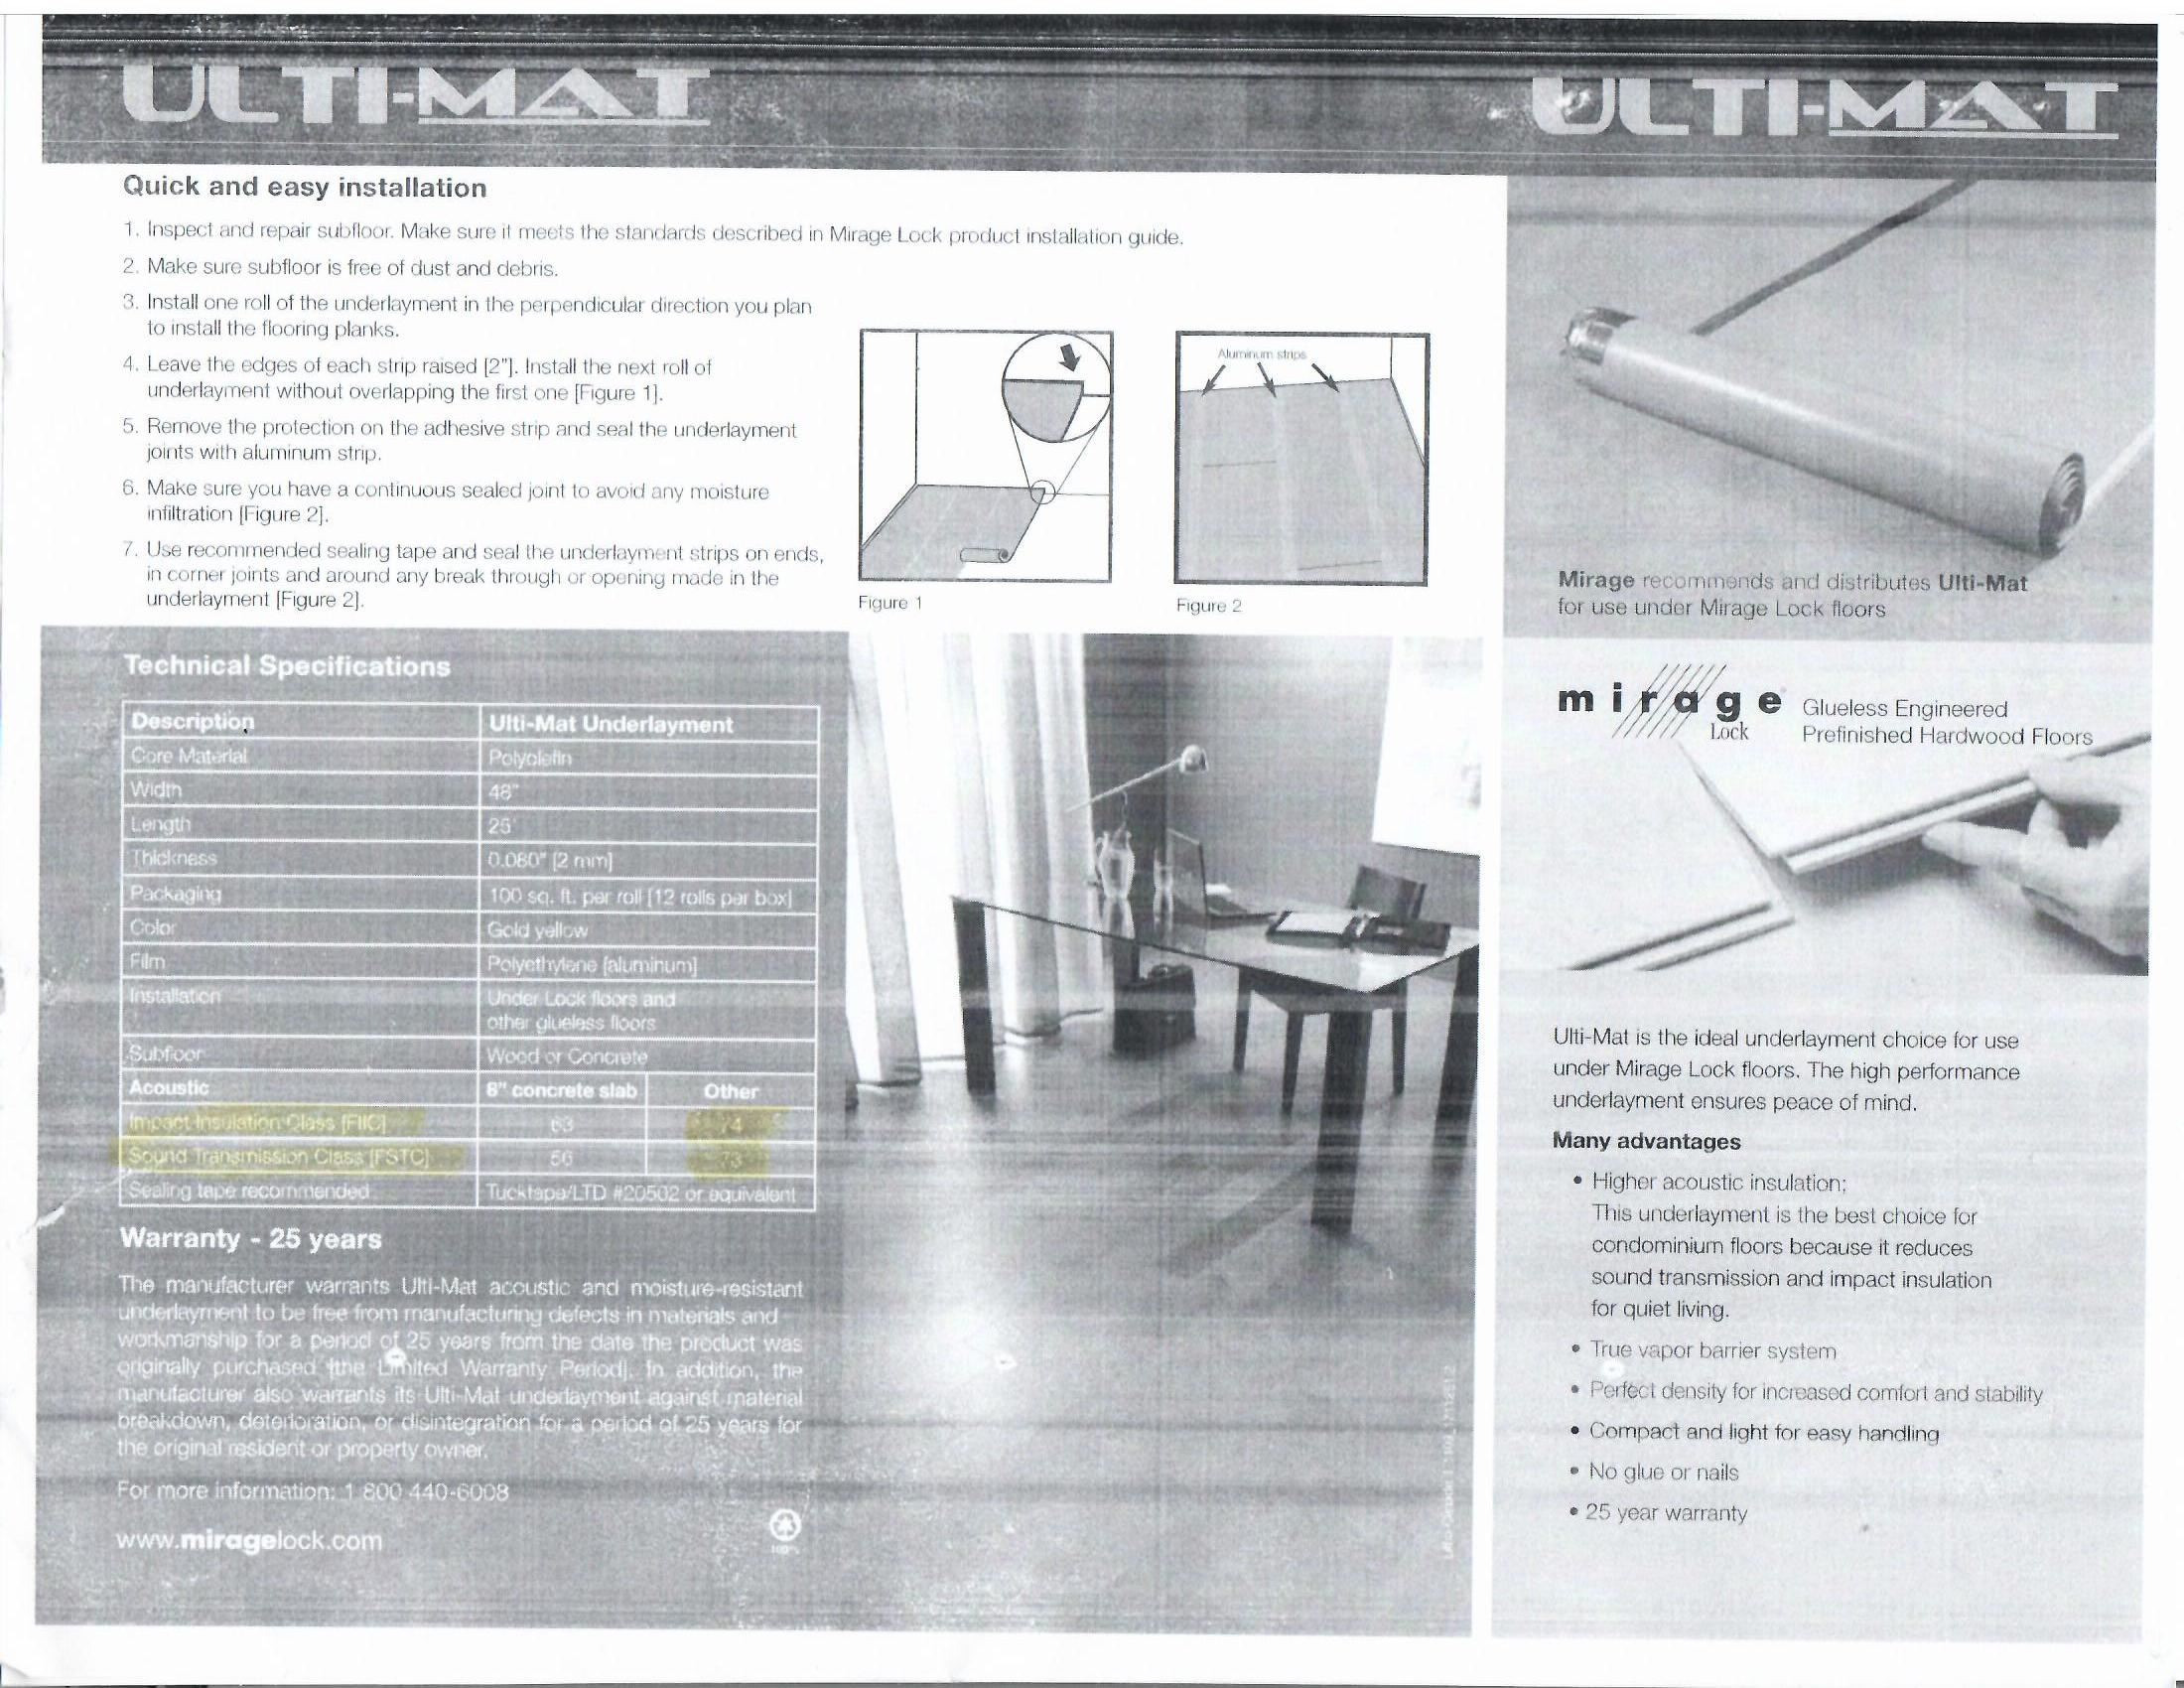 ULTI-MAT
Quick and easy installation
1. Inspect and repair subfloor. Make sure it meets the standards described in Mirage Lock product installation guide.
2. Make sure subfloor is free of dust and debris.
3. Install one roll of the underlayment in the perpendicular direction you plan
to install the flooring planks.
4. Leave the edges of each strip raised [2"]. Install the next roll of
underlayment without overlapping the first one [Figure 1].
5. Remove the protection on the adhesive strip and seal the underlayment
joints with aluminum strip.
6. Make sure you have a continuous sealed joint to avoid any moisture
infiltration [Figure 2].
7. Use recommended sealing tape and seal the underlayment strips on ends,
in corner joints and around any break through or opening made in the
underlayment [Figure 2].
Figure 1
Aluminum strips
Figure 2
Technical Specifications
Description Ulti-Mat Underlayment
Core Material Polyolefin
Width 48"
Length 25'
Thickness 0.080" [2 mm]
Packaging 100 sq. ft. per roll [12 rolls per box]
Color Gold yellow
Film Polyethylene [aluminum]
Installation Under Lock floors and
other glueless floors
Subfloor Wood or Concrete
Acoustic 8" concrete slab Other
Impact Insulation Class [FIIC] 63 74
Sound Transmission Class [FSTC] 73
Sealing tape recommended Tucktape/LTD #20502 or equivalent
Warranty - 25 years
The manufacturer warrants Ulti-Mat acoustic and moisture-resistant
underlayment to be free from manufacturing defects in materials and
workmanship for a period of 25 years from the date the product was
originally purchased [the Limited Warranty Period]. In addition, the
manufacturer also warrants its Ulti-Mat underlayment against material
breakdown, deterioration, or disintegration for a period of 25 years for
the original resident or property owner.
For more information: 1 800 440-6008
www.miragelock.com
100%
ULTI-MAT
Mirage recommends and distributes Ulti-Mat
for use under Mirage Lock floors
mirage
Lock
Glueless Engineered
Prefinished Hardwood Floors
Ulti-Mat is the ideal underlayment choice for use
under Mirage Lock floors. The high performance
underlayment ensures peace of mind.
Many advantages
• Higher acoustic insulation:
This underlayment is the best choice for
condominium floors because it reduces
sound transmission and impact insulation
for quiet living.
• True vapor barrier system
• Perfect density for increased comfort and stability
• Compact and light for easy handling
• No glue or nails
• 25 year warranty